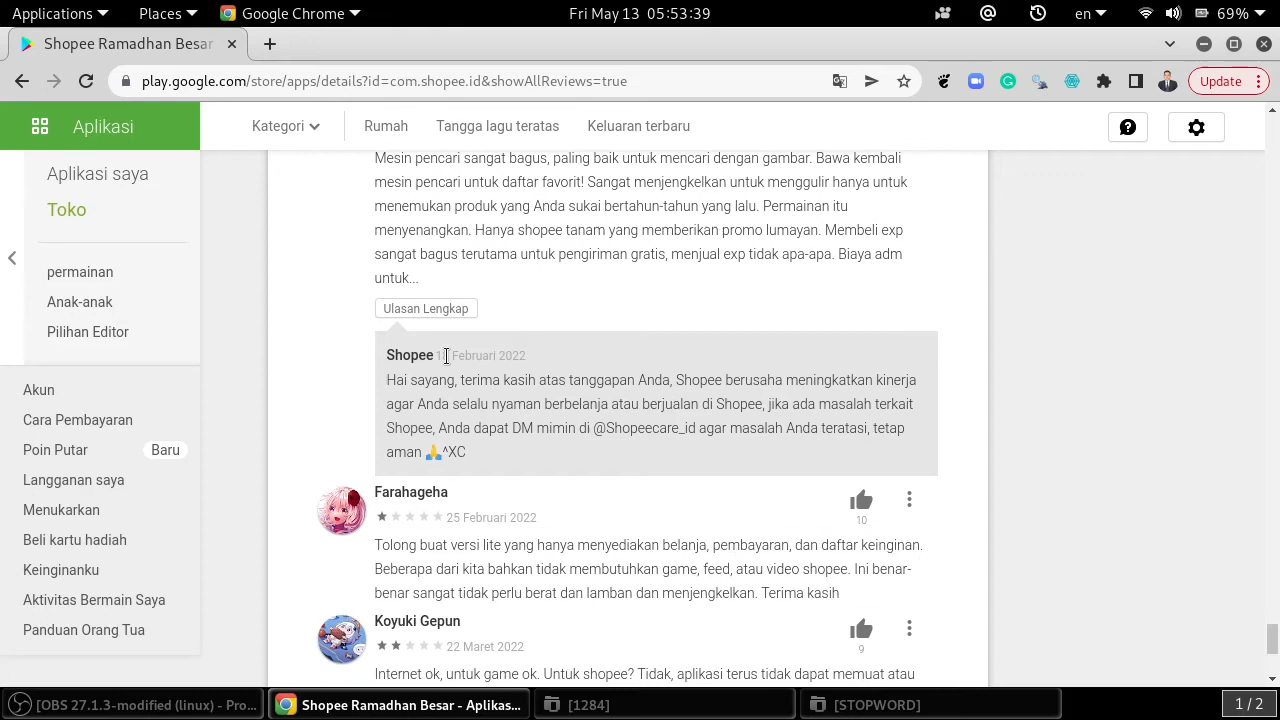 Applications Places Google Chrome Fri May 13 05:53:39 en 69%
Shopee Ramadhan Besar
play.google.com/store/apps/details?id=com.shopee.id&showAllReviews=true Update
Aplikasi Kategori Rumah Tangga lagu teratas Keluaran terbaru
Aplikasi saya
Toko
permainan
Anak-anak
Pilihan Editor
Akun
Cara Pembayaran
Poin Putar Baru
Langganan saya
Menukarkan
Beli kartu hadiah
Keinginanku
Aktivitas Bermain Saya
Panduan Orang Tua
Mesin pencari sangat bagus, paling baik untuk mencari dengan gambar. Bawa kembali
mesin pencari untuk daftar favorit! Sangat menjengkelkan untuk menggulir hanya untuk
menemukan produk yang Anda sukai bertahun-tahun yang lalu. Permainan itu
menyenangkan. Hanya shopee tanam yang memberikan promo lumayan. Membeli exp
sangat bagus terutama untuk pengiriman gratis, menjual exp tidak apa-apa. Biaya adm
untuk...
Ulasan Lengkap
Shopee Februari 2022
Hai sayang, terima kasih atas tanggapan Anda, Shopee berusaha meningkatkan kinerja
agar Anda selalu nyaman berbelanja atau berjualan di Shopee, jika ada masalah terkait
Shopee, Anda dapat DM mimin di @Shopeecare_id agar masalah Anda teratasi, tetap
aman 🙏^XC
Farahageha
25 Februari 2022
10
Tolong buat versi lite yang hanya menyediakan belanja, pembayaran, dan daftar keinginan.
Beberapa dari kita bahkan tidak membutuhkan game, feed, atau video shopee. Ini benar-
benar sangat tidak perlu berat dan lamban dan menjengkelkan. Terima kasih
Koyuki Gepun
22 Maret 2022
9
Internet ok, untuk game ok. Untuk shopee? Tidak, aplikasi terus tidak dapat memuat atau
[OBS 27.1.3-modified (linux) - Pro... Shopee Ramadhan Besar - Aplikas... [1284] [STOPWORD] 1 / 2